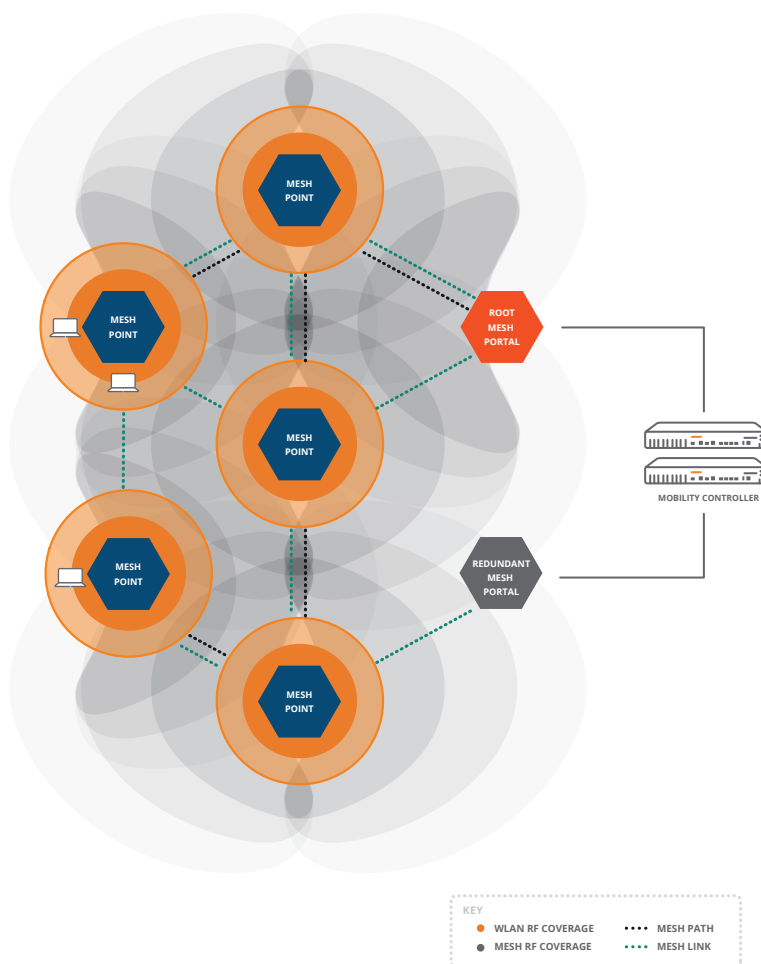 MESH
POINT
MESH
POINT
ROOT
MESH
PORTAL
MESH
POINT
MOBILITY CONTROLLER
MESH
POINT
REDUNDANT
MESH
PORTAL
MESH
POINT
KEY
WLAN RF COVERAGE
MESH PATH
MESH RF COVERAGE
MESH LINK